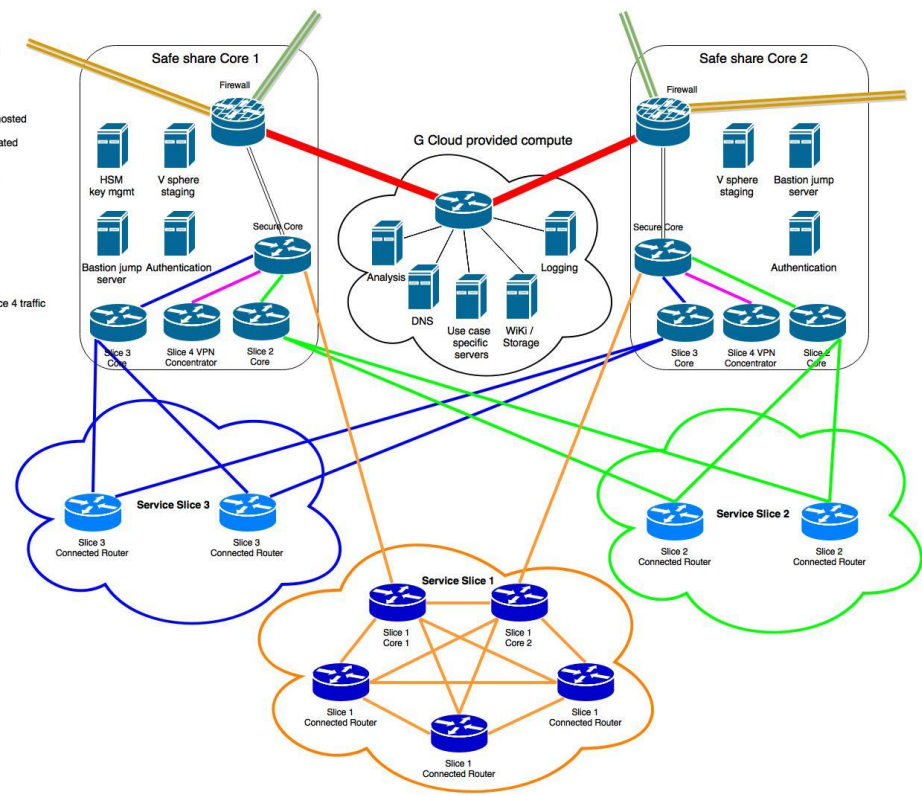 Safe share Core 1
Safe share Core 2
Firewall
Firewall
osted
ated
G Cloud provided compute
HSM
key mgmt
V sphere
staging
V sphere
staging
Bastion jump
server
Secure Core
Secure Core
Bastion jump
server
Authentication
Analysis
Logging
Authentication
DNS
Use case
specific
servers
WiKi /
Storage
ce 4 traffic
Slice 3
Core
Slice 4 VPN
Concentrator
Slice 2
Core
Slice 3
Core
Slice 4 VPN
Concentrator
Slice 2
Core
Service Slice 3
Service Slice 2
Slice 3
Connected Router
Slice 3
Connected Router
Slice 2
Connected Router
Slice 2
Connected Router
Service Slice 1
Slice 1
Core 1
Slice 1
Core 2
Slice 1
Connected Router
Slice 1
Connected Router
Slice 1
Connected Router